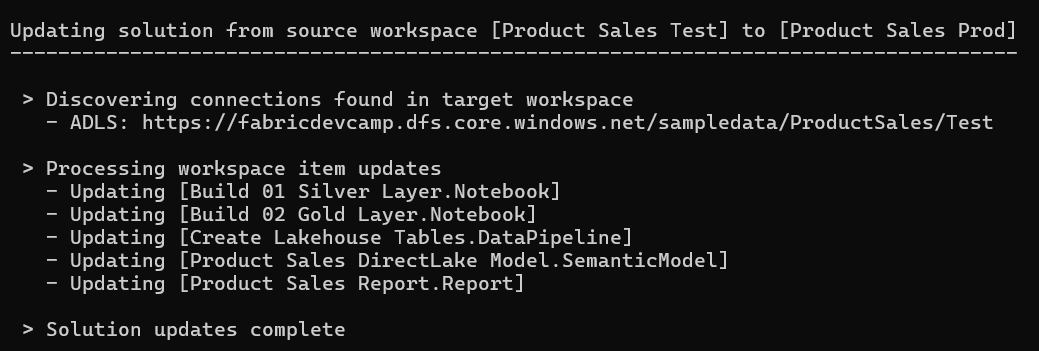 Updating solution from source workspace [Product Sales Test] to [Product Sales Prod]
------------------------------------------------------------------------------------
> Discovering connections found in target workspace
- ADLS: https://fabricdevcamp.dfs.core.windows.net/sampledata/ProductSales/Test
> Processing workspace item updates
- Updating [Build 01 Silver Layer.Notebook]
- Updating [Build 02 Gold Layer.Notebook]
- Updating [Create Lakehouse Tables.DataPipeline]
- Updating [Product Sales DirectLake Model.SemanticModel]
- Updating [Product Sales Report.Report]
> Solution updates complete